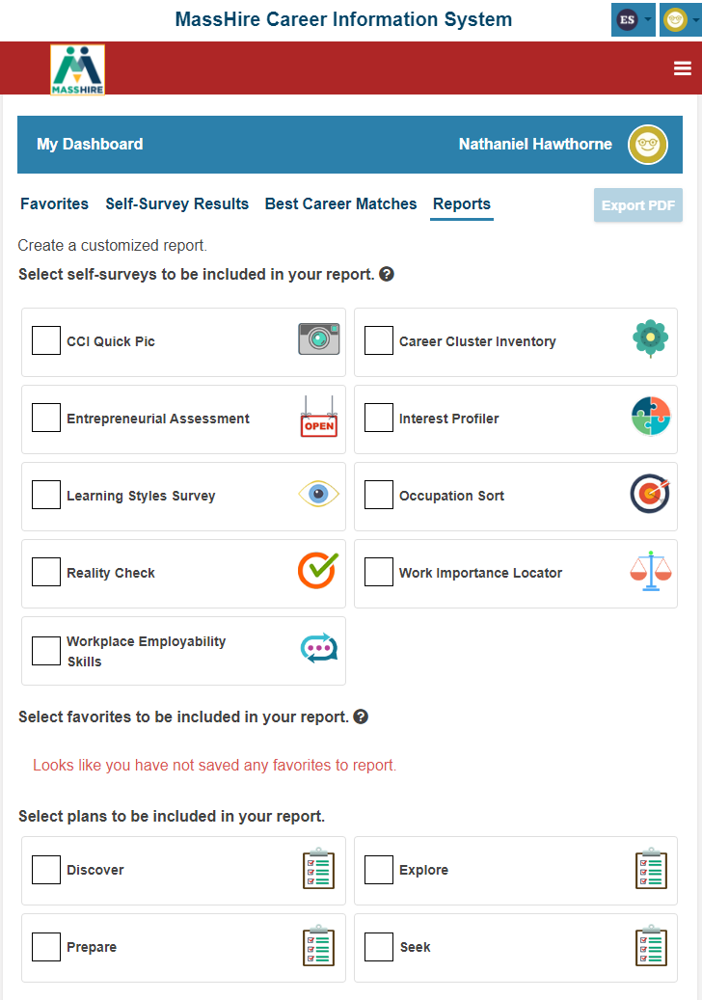 MassHire Career Information System
ES
MASSHIRE
My Dashboard
Nathaniel Hawthorne
Favorites Self-Survey Results Best Career Matches Reports
Export PDF
Create a customized report.
Select self-surveys to be included in your report. ?
CCI Quick Pic
Career Cluster Inventory
Entrepreneurial Assessment
OPEN
Interest Profiler
Learning Styles Survey
Occupation Sort
Reality Check
Work Importance Locator
Workplace Employability
Skills
Select favorites to be included in your report. ?
Looks like you have not saved any favorites to report.
Select plans to be included in your report.
Discover
Explore
Prepare
Seek